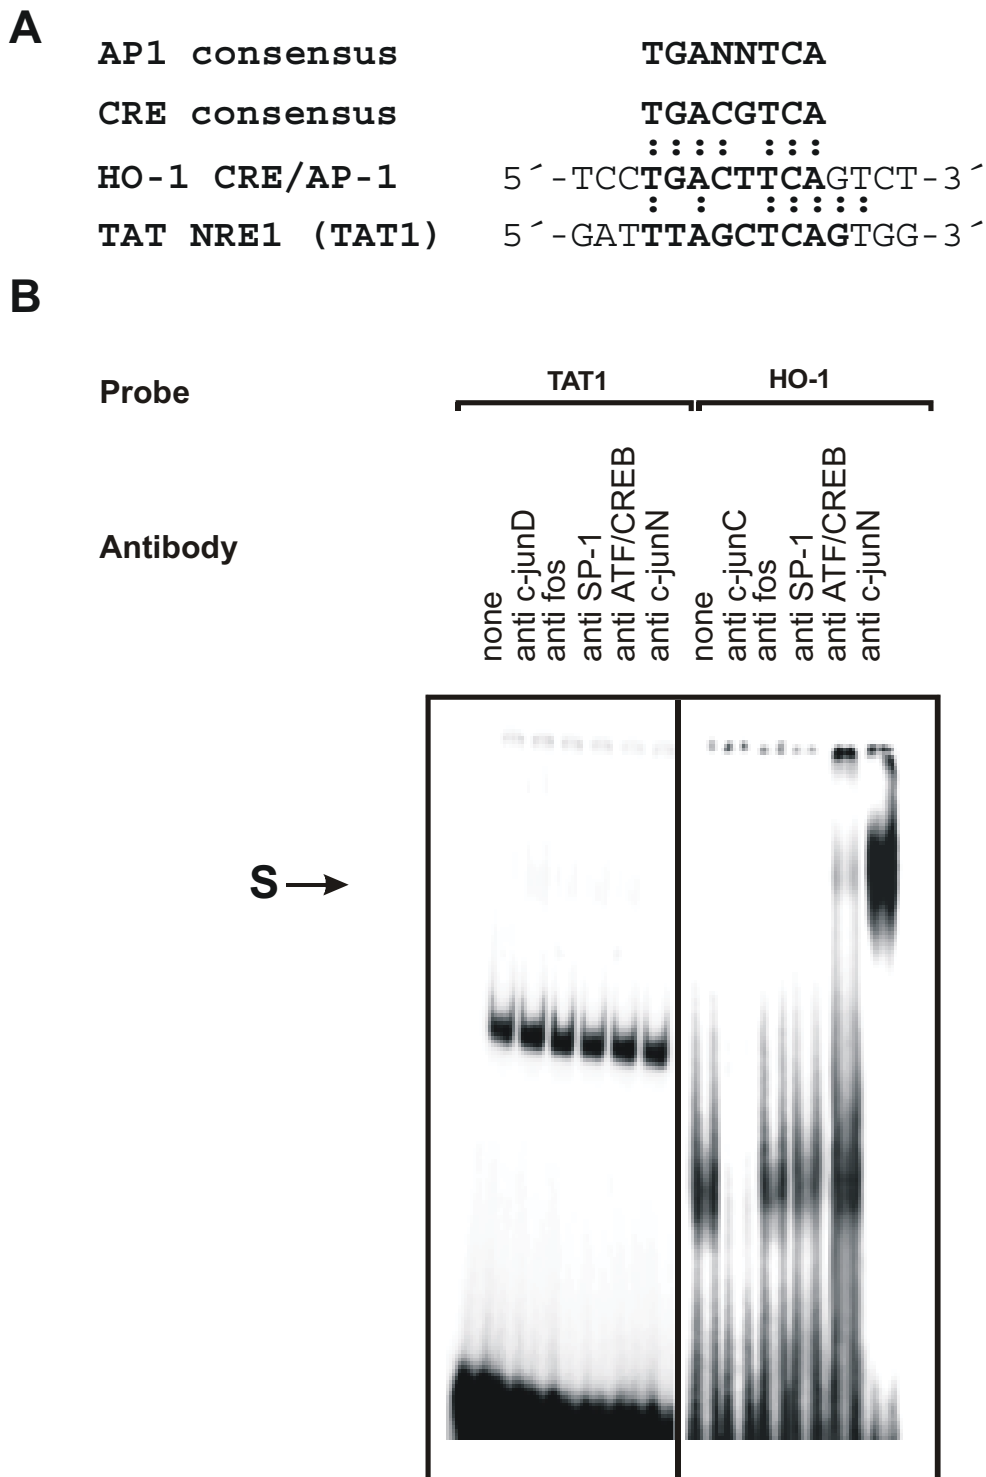 A
AP1 consensus TGANNTCA
CRE consensus TGACGTCA
:::: :::
HO-1 CRE/AP-1 5´-TCCTGACTTCAGTCT-3´
: : :::::
TAT NRE1 (TAT1) 5´-GATTTAGCTCAGTGG-3´
B
Probe TAT1 HO-1
Antibody
none
anti c-junD
anti fos
anti SP-1
anti ATF/CREB
anti c-junN
none
anti c-junC
anti fos
anti SP-1
anti ATF/CREB
anti c-junN
S